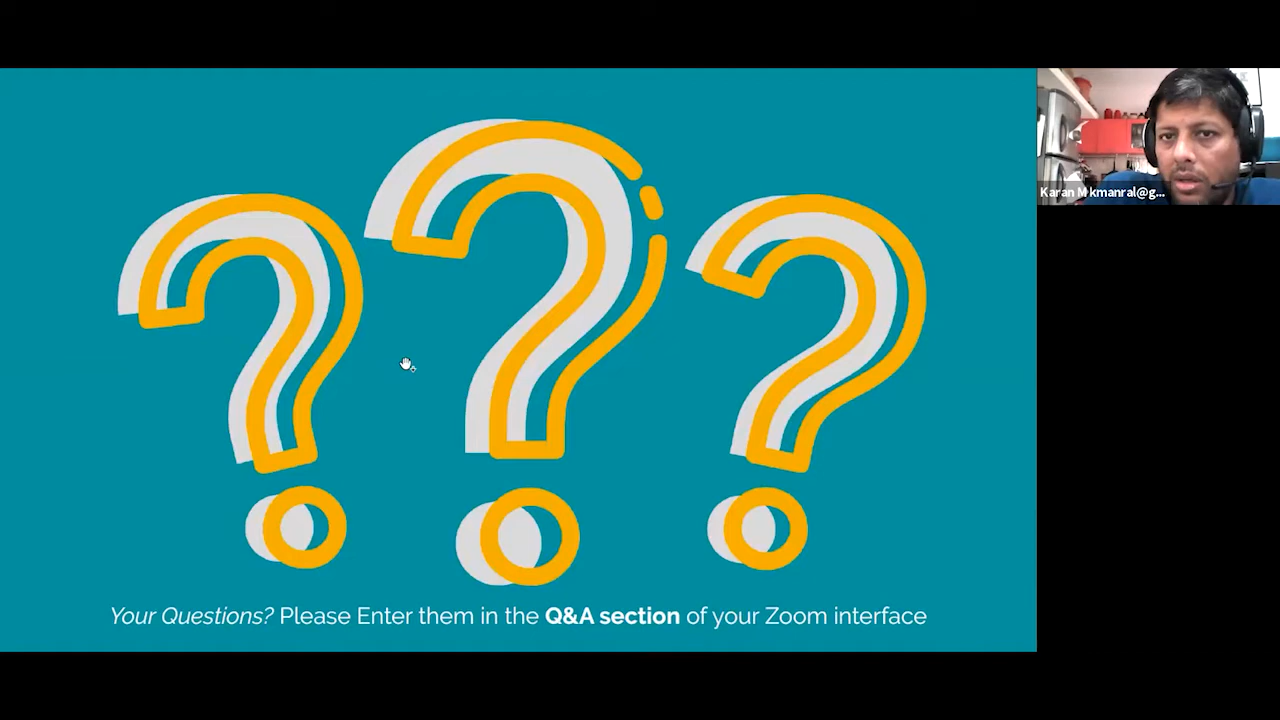 Karan M kmanral@g...
Your Questions? Please Enter them in the Q&A section of your Zoom interface